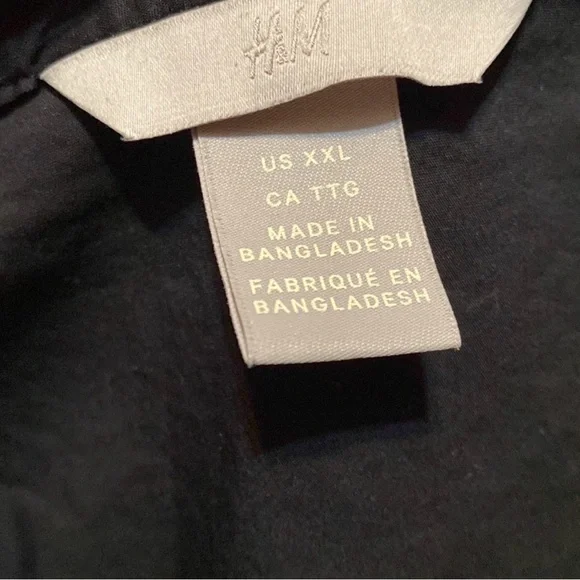 H&M
US XXL
CA TTG
MADE IN
BANGLADESH
FABRIQUÉ EN
BANGLADESH